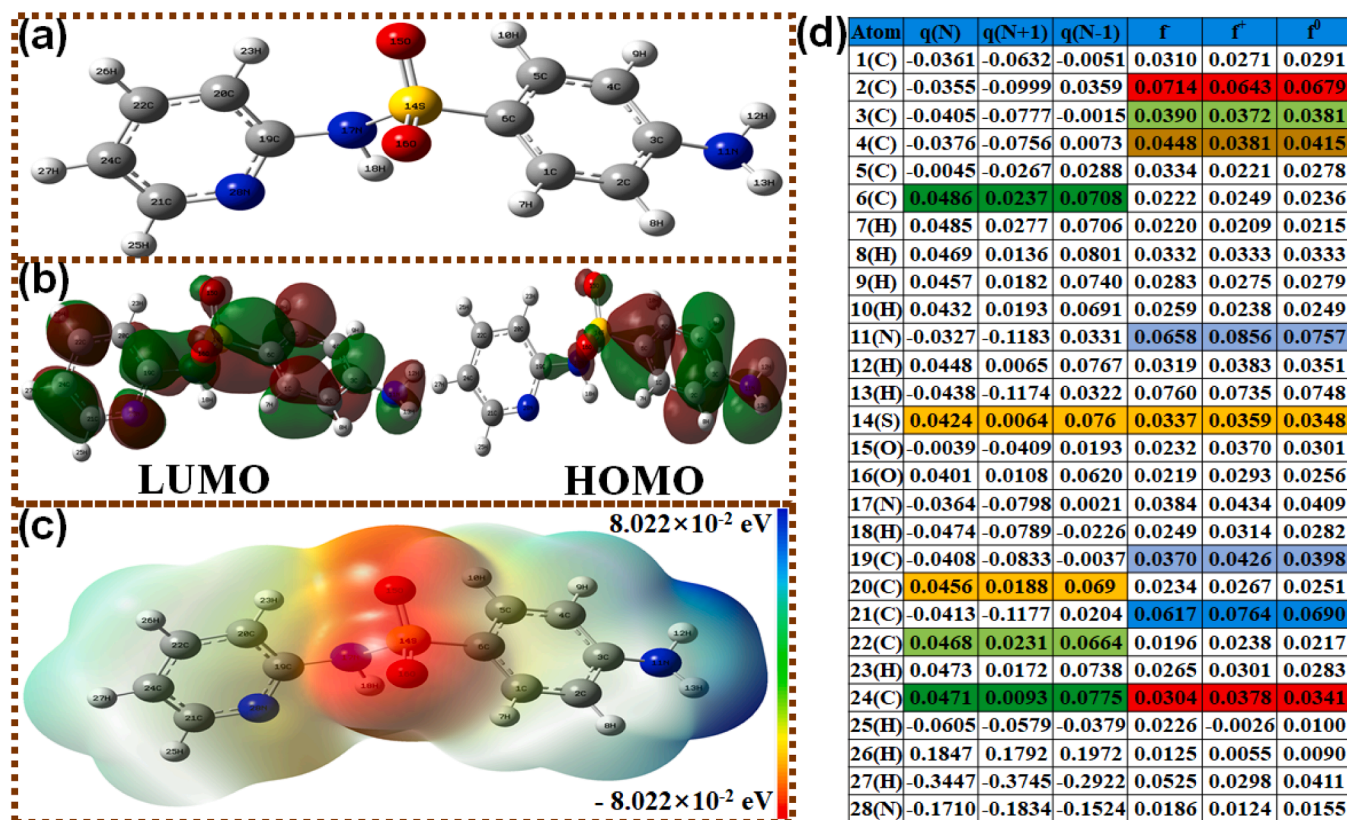 (a)
15O
10H
9H
23H
26H
5C
4C
20C
14S
12H
22C
6C
17N
19C
16O
3C
11N
24C
18H
27H
1C
2C
13H
28N
21C
7H
8H
25H
(b)
LUMO HOMO
(c)
8.022×10⁻² eV
10H
9H
23H
26H
5C
4C
20C
12H
22C
14S
6C
19C
3C
11N
24C
18H
13H
27H
1C
2C
21C
7H
8H
25H
- 8.022×10⁻² eV
(d)
Atom q(N) q(N+1) q(N-1) f⁻ f⁺ f⁰
1(C) -0.0361 -0.0632 -0.0051 0.0310 0.0271 0.0291
2(C) -0.0355 -0.0999 0.0359 0.0714 0.0643 0.0679
3(C) -0.0405 -0.0777 -0.0015 0.0390 0.0372 0.0381
4(C) -0.0376 -0.0756 0.0073 0.0448 0.0381 0.0415
5(C) -0.0045 -0.0267 0.0288 0.0334 0.0221 0.0278
6(C) 0.0486 0.0237 0.0708 0.0222 0.0249 0.0236
7(H) 0.0485 0.0277 0.0706 0.0220 0.0209 0.0215
8(H) 0.0469 0.0136 0.0801 0.0332 0.0333 0.0333
9(H) 0.0457 0.0182 0.0740 0.0283 0.0275 0.0279
10(H) 0.0432 0.0193 0.0691 0.0259 0.0238 0.0249
11(N) -0.0327 -0.1183 0.0331 0.0658 0.0856 0.0757
12(H) 0.0448 0.0065 0.0767 0.0319 0.0383 0.0351
13(H) -0.0438 -0.1174 0.0322 0.0760 0.0735 0.0748
14(S) 0.0424 0.0064 0.076 0.0337 0.0359 0.0348
15(O) -0.0039 -0.0409 0.0193 0.0232 0.0370 0.0301
16(O) 0.0401 0.0108 0.0620 0.0219 0.0293 0.0256
17(N) -0.0364 -0.0798 0.0021 0.0384 0.0434 0.0409
18(H) -0.0474 -0.0789 -0.0226 0.0249 0.0314 0.0282
19(C) -0.0408 -0.0833 -0.0037 0.0370 0.0426 0.0398
20(C) 0.0456 0.0188 0.069 0.0234 0.0267 0.0251
21(C) -0.0413 -0.1177 0.0204 0.0617 0.0764 0.0690
22(C) 0.0468 0.0231 0.0664 0.0196 0.0238 0.0217
23(H) 0.0473 0.0172 0.0738 0.0265 0.0301 0.0283
24(C) 0.0471 0.0093 0.0775 0.0304 0.0378 0.0341
25(H) -0.0605 -0.0579 -0.0379 0.0226 -0.0026 0.0100
26(H) 0.1847 0.1792 0.1972 0.0125 0.0055 0.0090
27(H) -0.3447 -0.3745 -0.2922 0.0525 0.0298 0.0411
28(N) -0.1710 -0.1834 -0.1524 0.0186 0.0124 0.0155